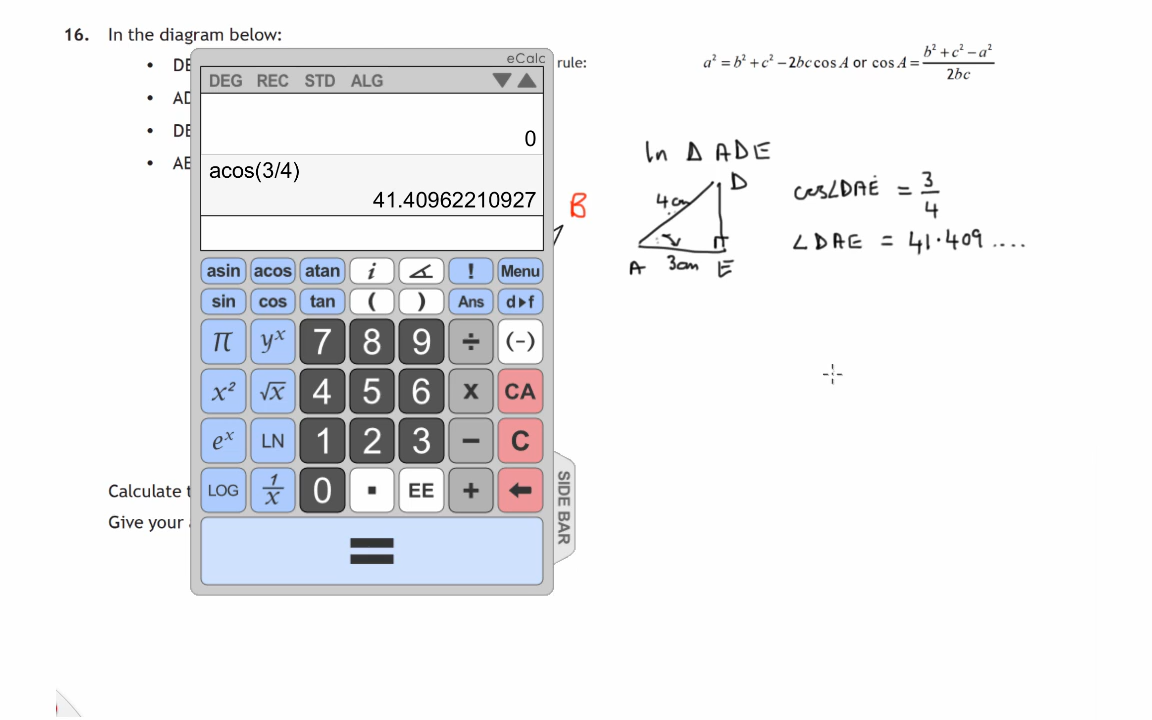 16. In the diagram below:
• DE
rule:
a² = b² + c² − 2bc cos A or cos A = (b² + c² − a²)/2bc
• AD
• DE
• AE
eCalc
DEG REC STD ALG
0
acos(3/4)
41.40962210927
asin acos atan i ∠ ! Menu
sin cos tan ( ) Ans d▸f
π yˣ 7 8 9 ÷ (−)
x² √x 4 5 6 x CA
eˣ LN 1 2 3 − C
LOG 1/x 0 . EE + ←
=
SIDE BAR
B
In Δ ADE
4cm D
A 3cm E
cos∠DAE = 3/4
∠DAE = 41.409....
Calculate t
Give your